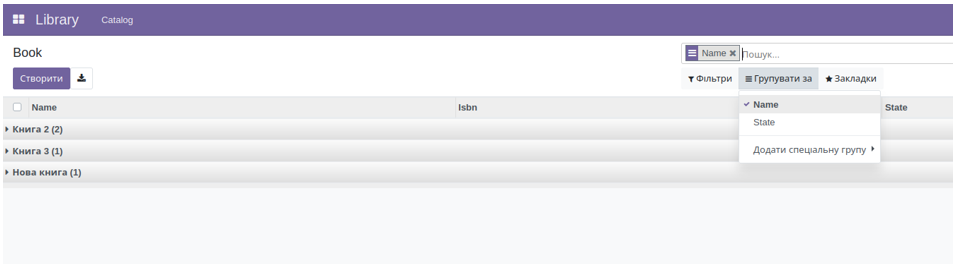 Library Catalog
Book
Name Пошук...
Створити Фільтри Групувати за Закладки
Name Isbn State
Name
State
Додати спеціальну групу
Книга 2 (2)
Книга 3 (1)
Нова книга (1)